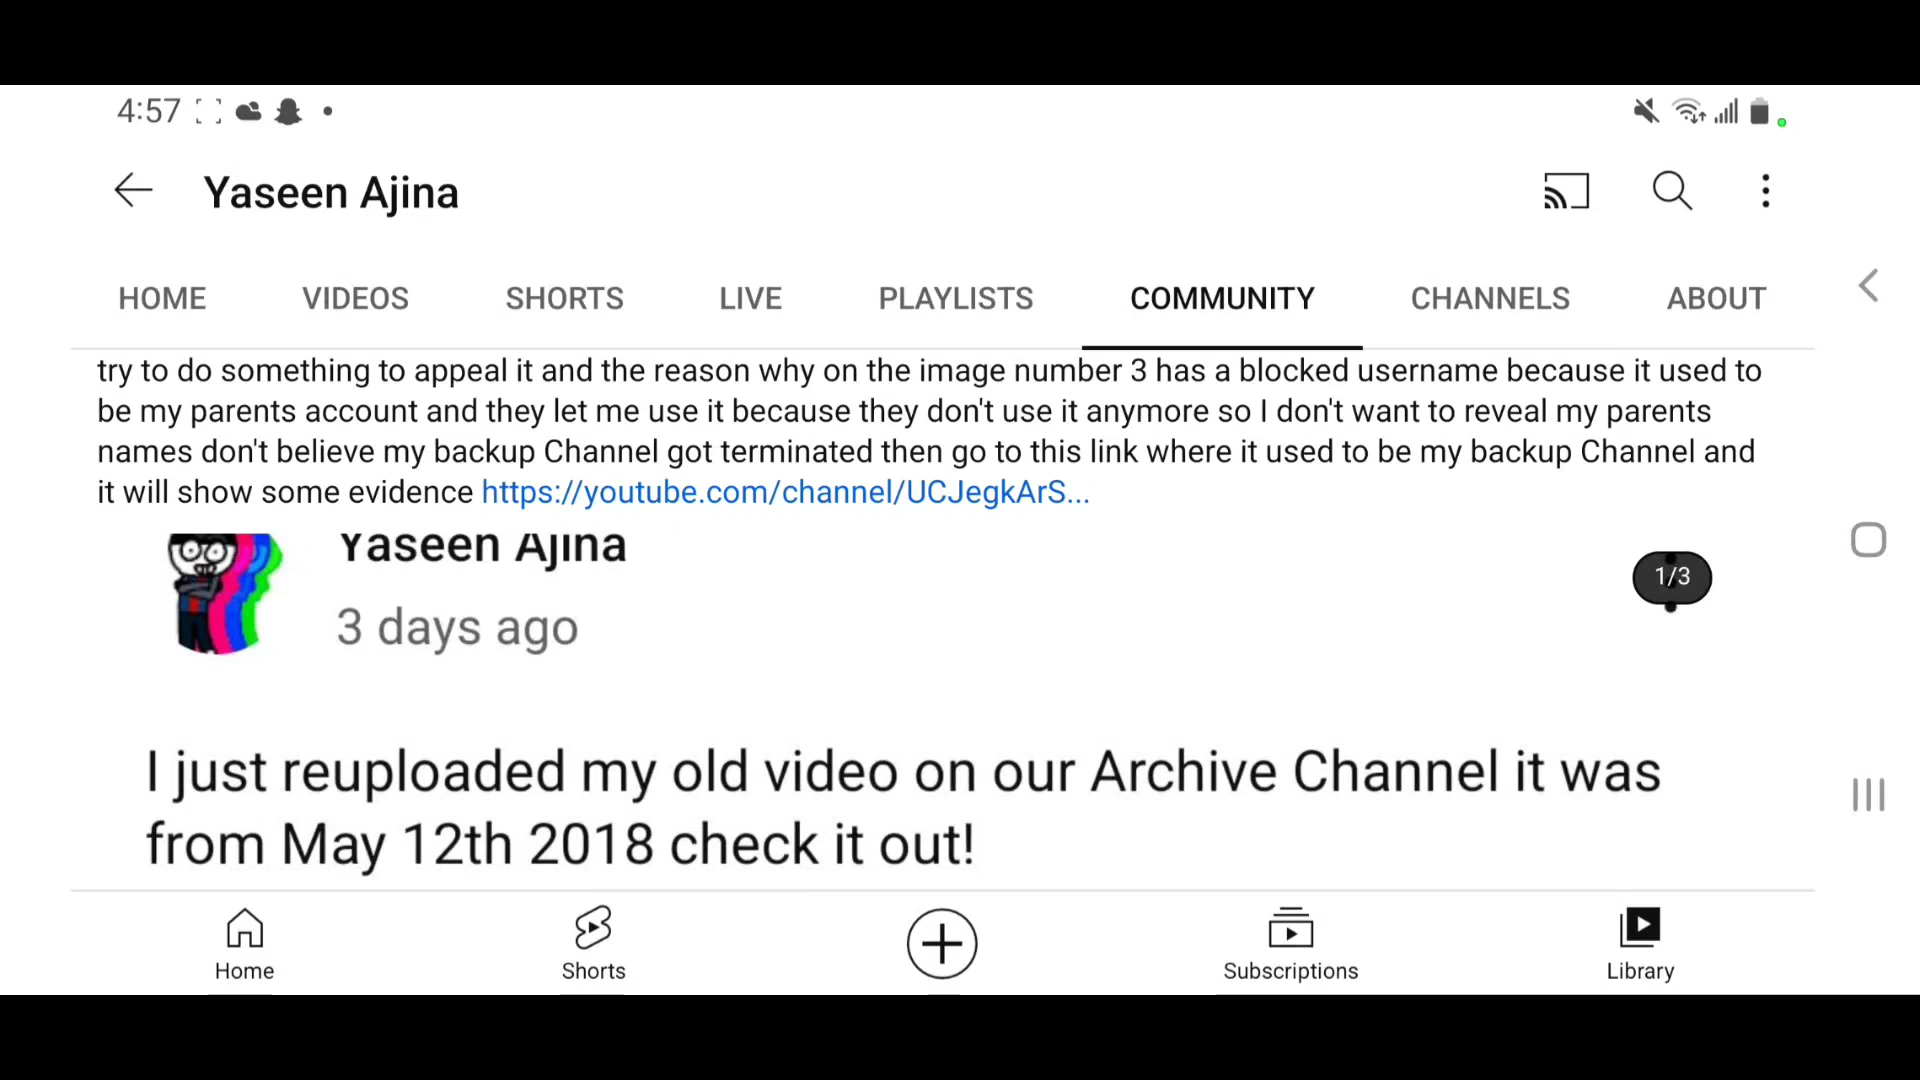 4:57
Yaseen Ajina
HOME VIDEOS SHORTS LIVE PLAYLISTS COMMUNITY CHANNELS ABOUT
try to do something to appeal it and the reason why on the image number 3 has a blocked username because it used to
be my parents account and they let me use it because they don't use it anymore so I don't want to reveal my parents
names don't believe my backup Channel got terminated then go to this link where it used to be my backup Channel and
it will show some evidence https://youtube.com/channel/UCJegkArS...
Yaseen Ajina
1/3
3 days ago
I just reuploaded my old video on our Archive Channel it was
from May 12th 2018 check it out!
Home Shorts Subscriptions Library